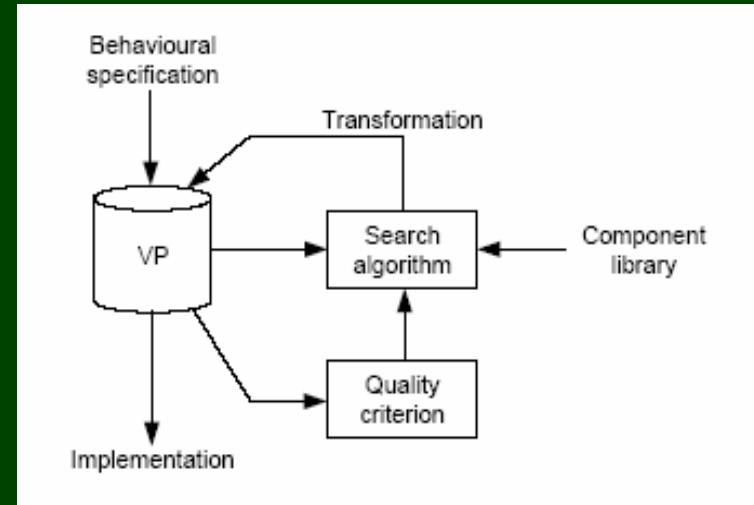 Behavioural
specification
Transformation
VP
Search
algorithm
Component
library
Quality
criterion
Implementation